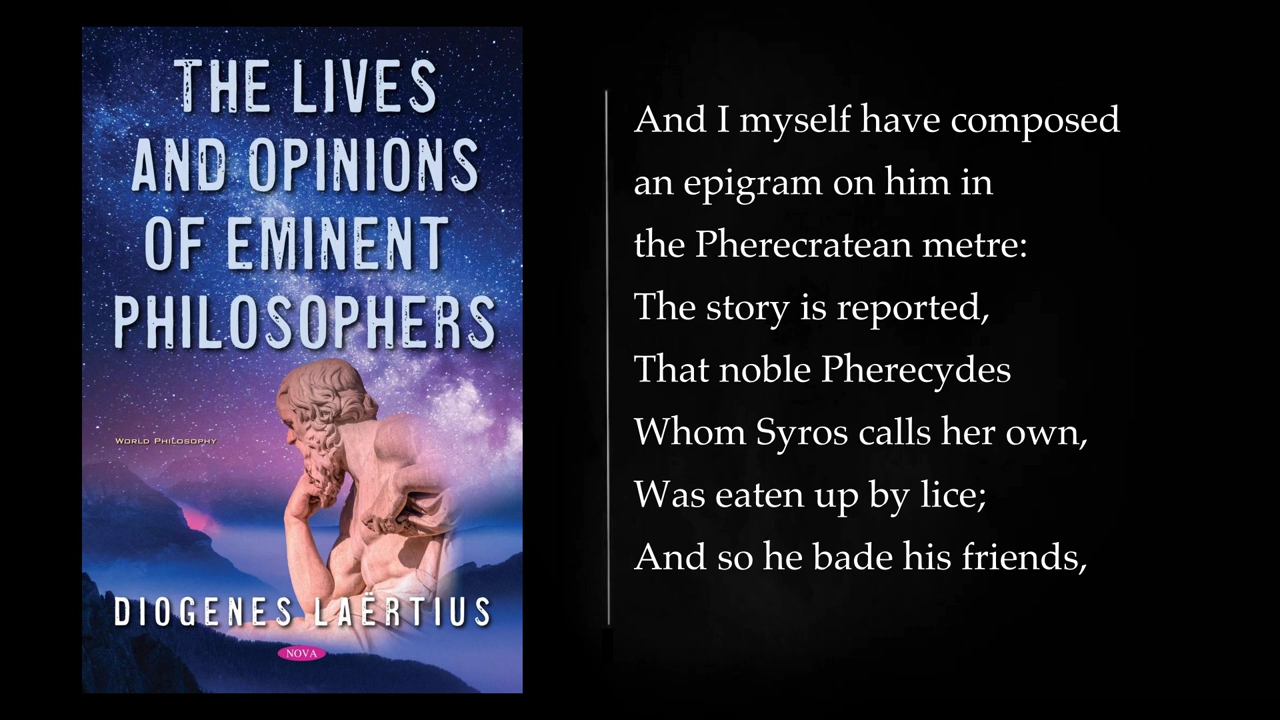 THE LIVES
AND OPINIONS
OF EMINENT
PHILOSOPHERS
WORLD PHILOSOPHY
DIOGENES LAËRTIUS
NOVA
And I myself have composed
an epigram on him in
the Pherecratean metre:
The story is reported,
That noble Pherecydes
Whom Syros calls her own,
Was eaten up by lice;
And so he bade his friends,